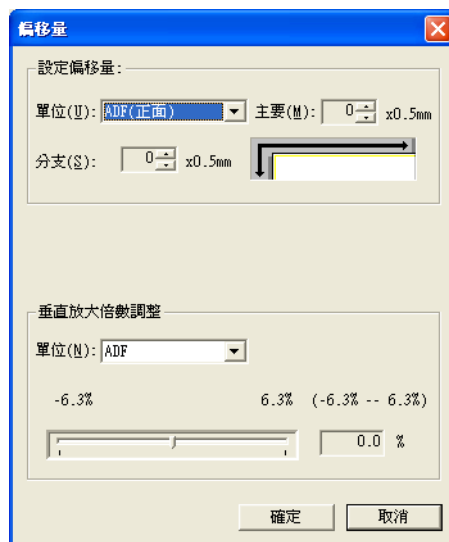 偏移量
設定偏移量:
單位(U): ADF(正面) 主要(M): 0 x0.5mm
分支(S): 0 x0.5mm
垂直放大倍數調整
單位(N): ADF
-6.3% 6.3% (-6.3% -- 6.3%)
0.0 %
確定 取消